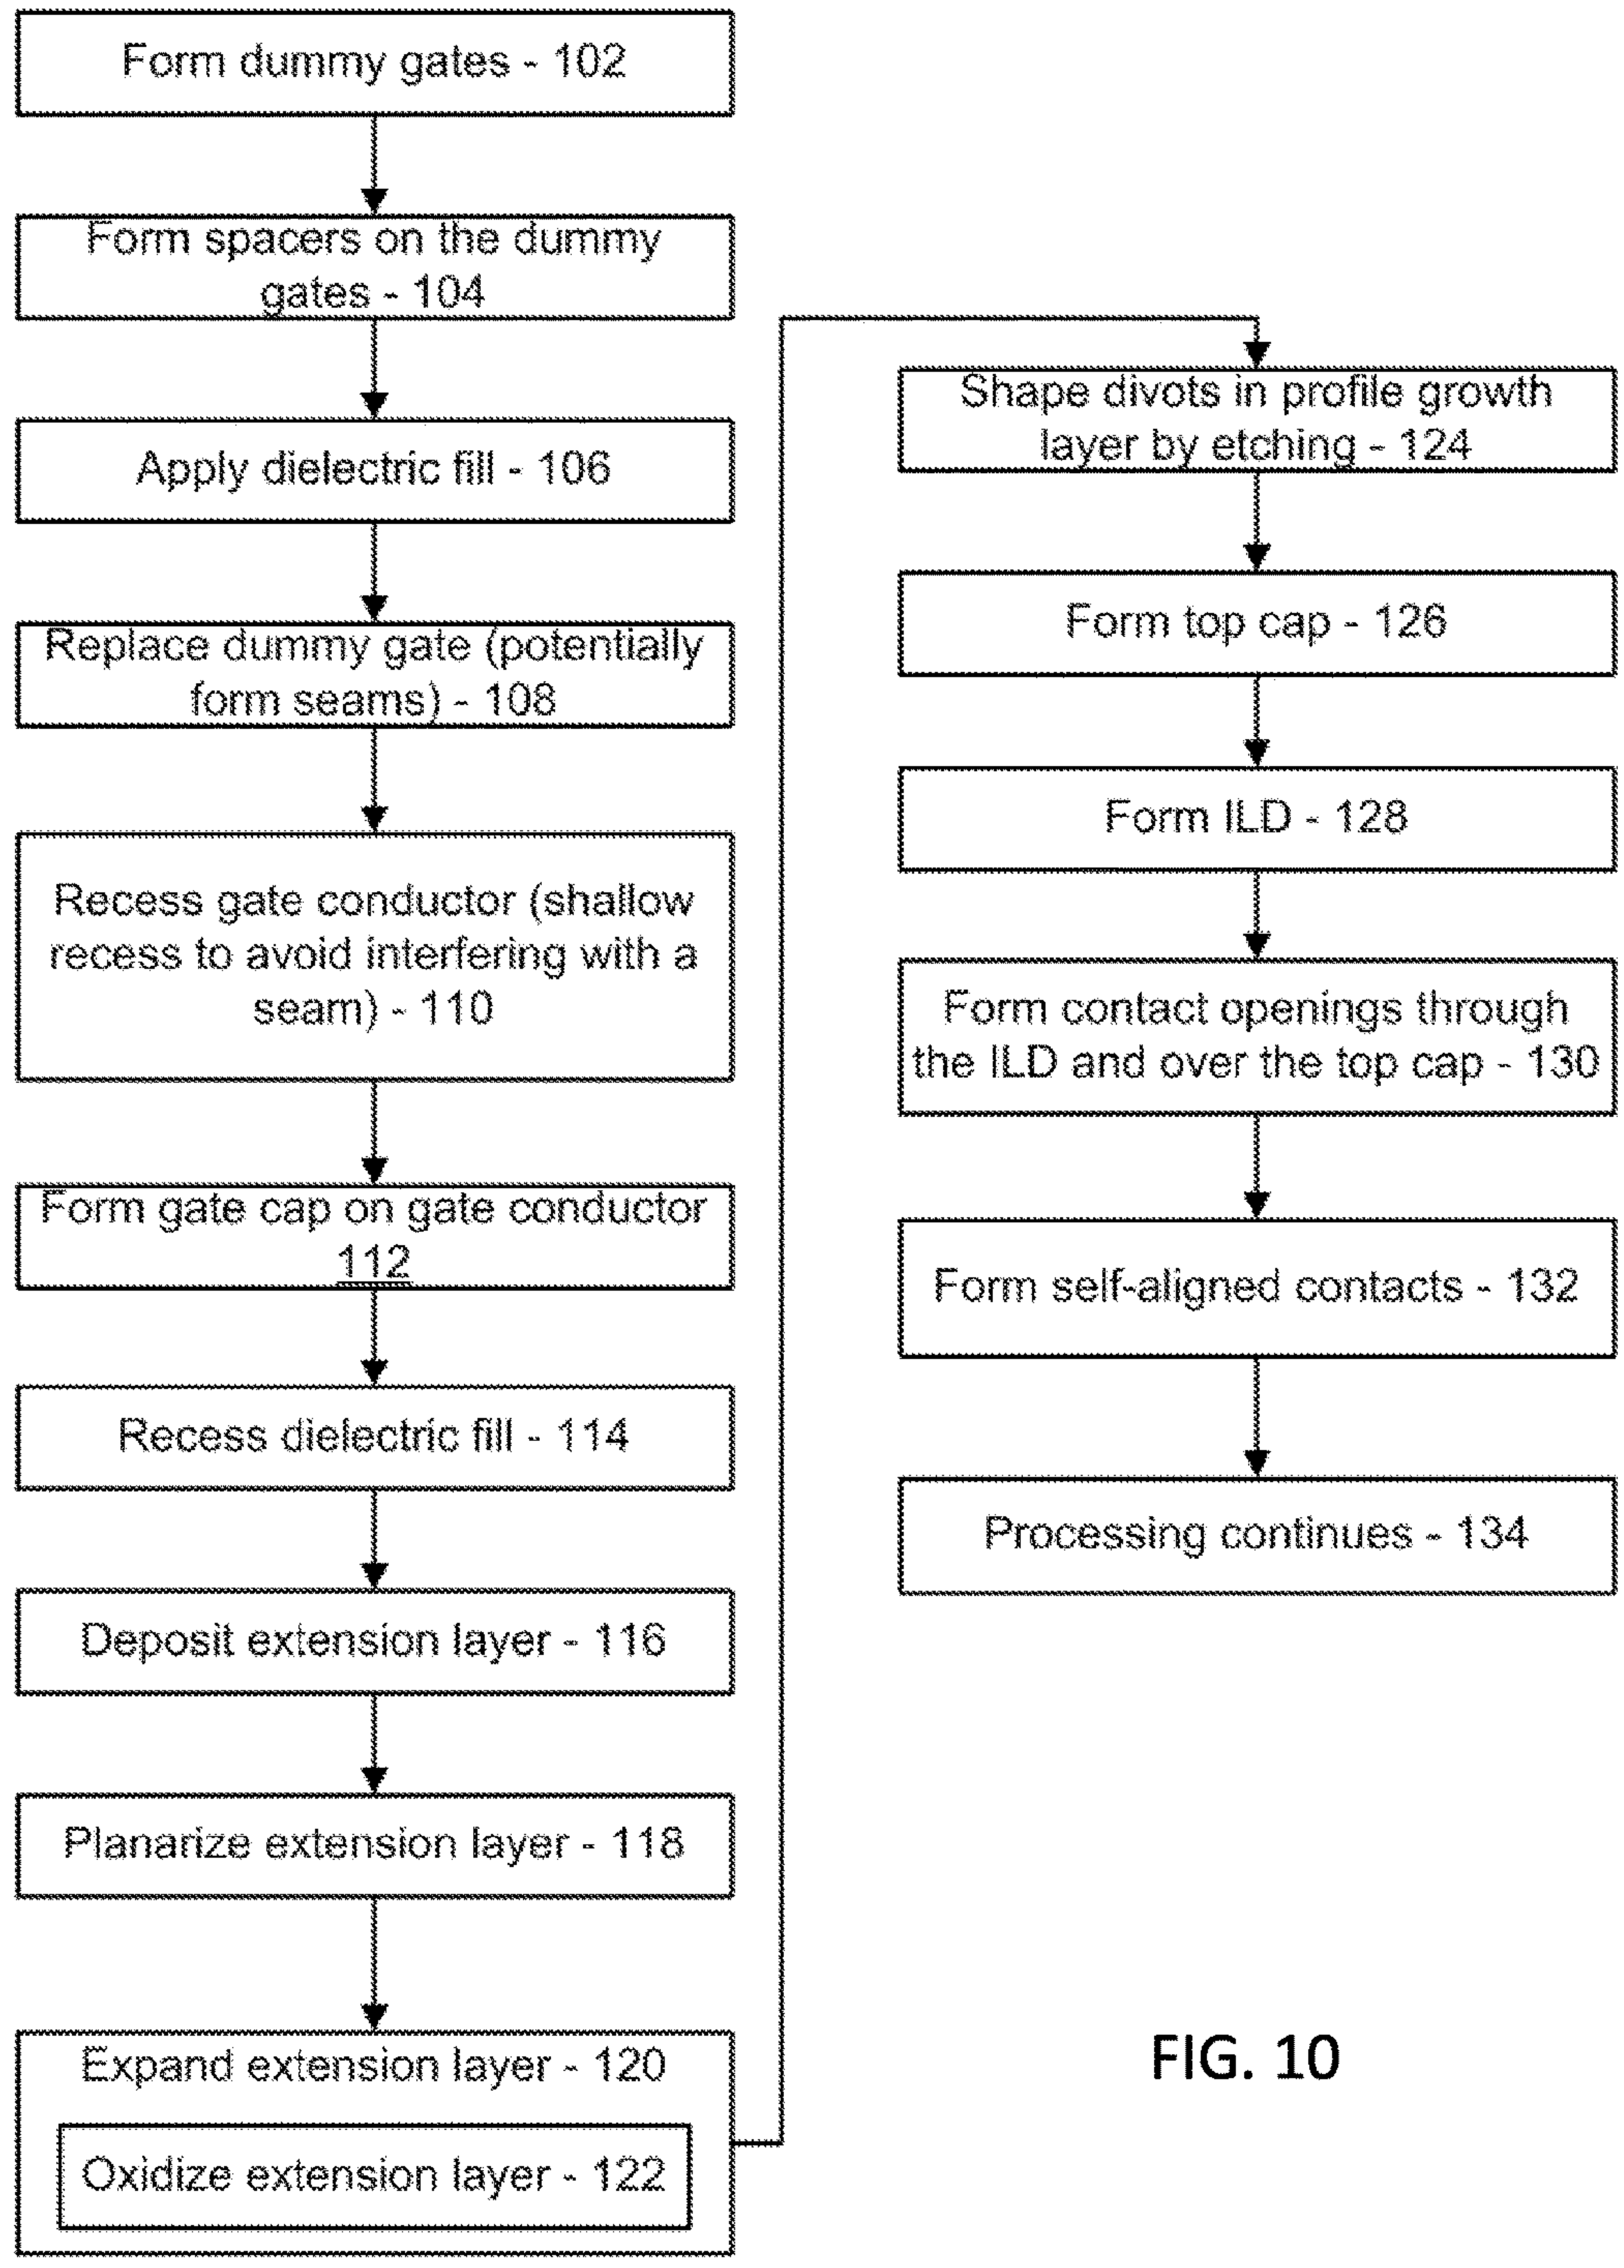 Form dummy gates - 102
Form spacers on the dummy
gates - 104
Apply dielectric fill - 106
Replace dummy gate (potentially
form seams) - 108
Recess gate conductor (shallow
recess to avoid interfering with a
seam) - 110
Form gate cap on gate conductor
112
Recess dielectric fill - 114
Deposit extension layer - 116
Planarize extension layer - 118
Expand extension layer - 120
Oxidize extension layer - 122
Shape divots in profile growth
layer by etching - 124
Form top cap - 126
Form ILD - 128
Form contact openings through
the ILD and over the top cap - 130
Form self-aligned contacts - 132
Processing continues - 134
FIG. 10